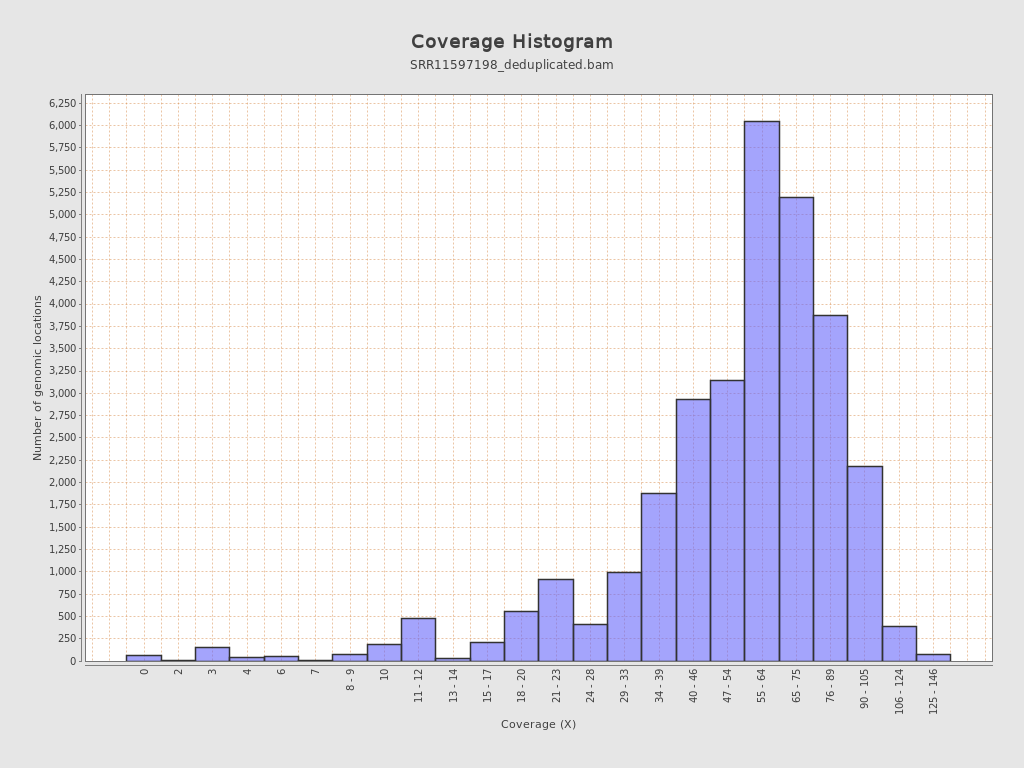 Coverage Histogram
SRR11597198_deduplicated.bam
6,250
6,000
5,750
5,500
5,250
5,000
4,750
4,500
4,250
4,000
3,750
3,500
3,250
3,000
2,750
2,500
2,250
2,000
1,750
1,500
1,250
1,000
750
500
250
0
Number of genomic locations
0
2
3
4
6
7
8 - 9
10
11 - 12
13 - 14
15 - 17
18 - 20
21 - 23
24 - 28
29 - 33
34 - 39
40 - 46
47 - 54
55 - 64
65 - 75
76 - 89
90 - 105
106 - 124
125 - 146
Coverage (X)